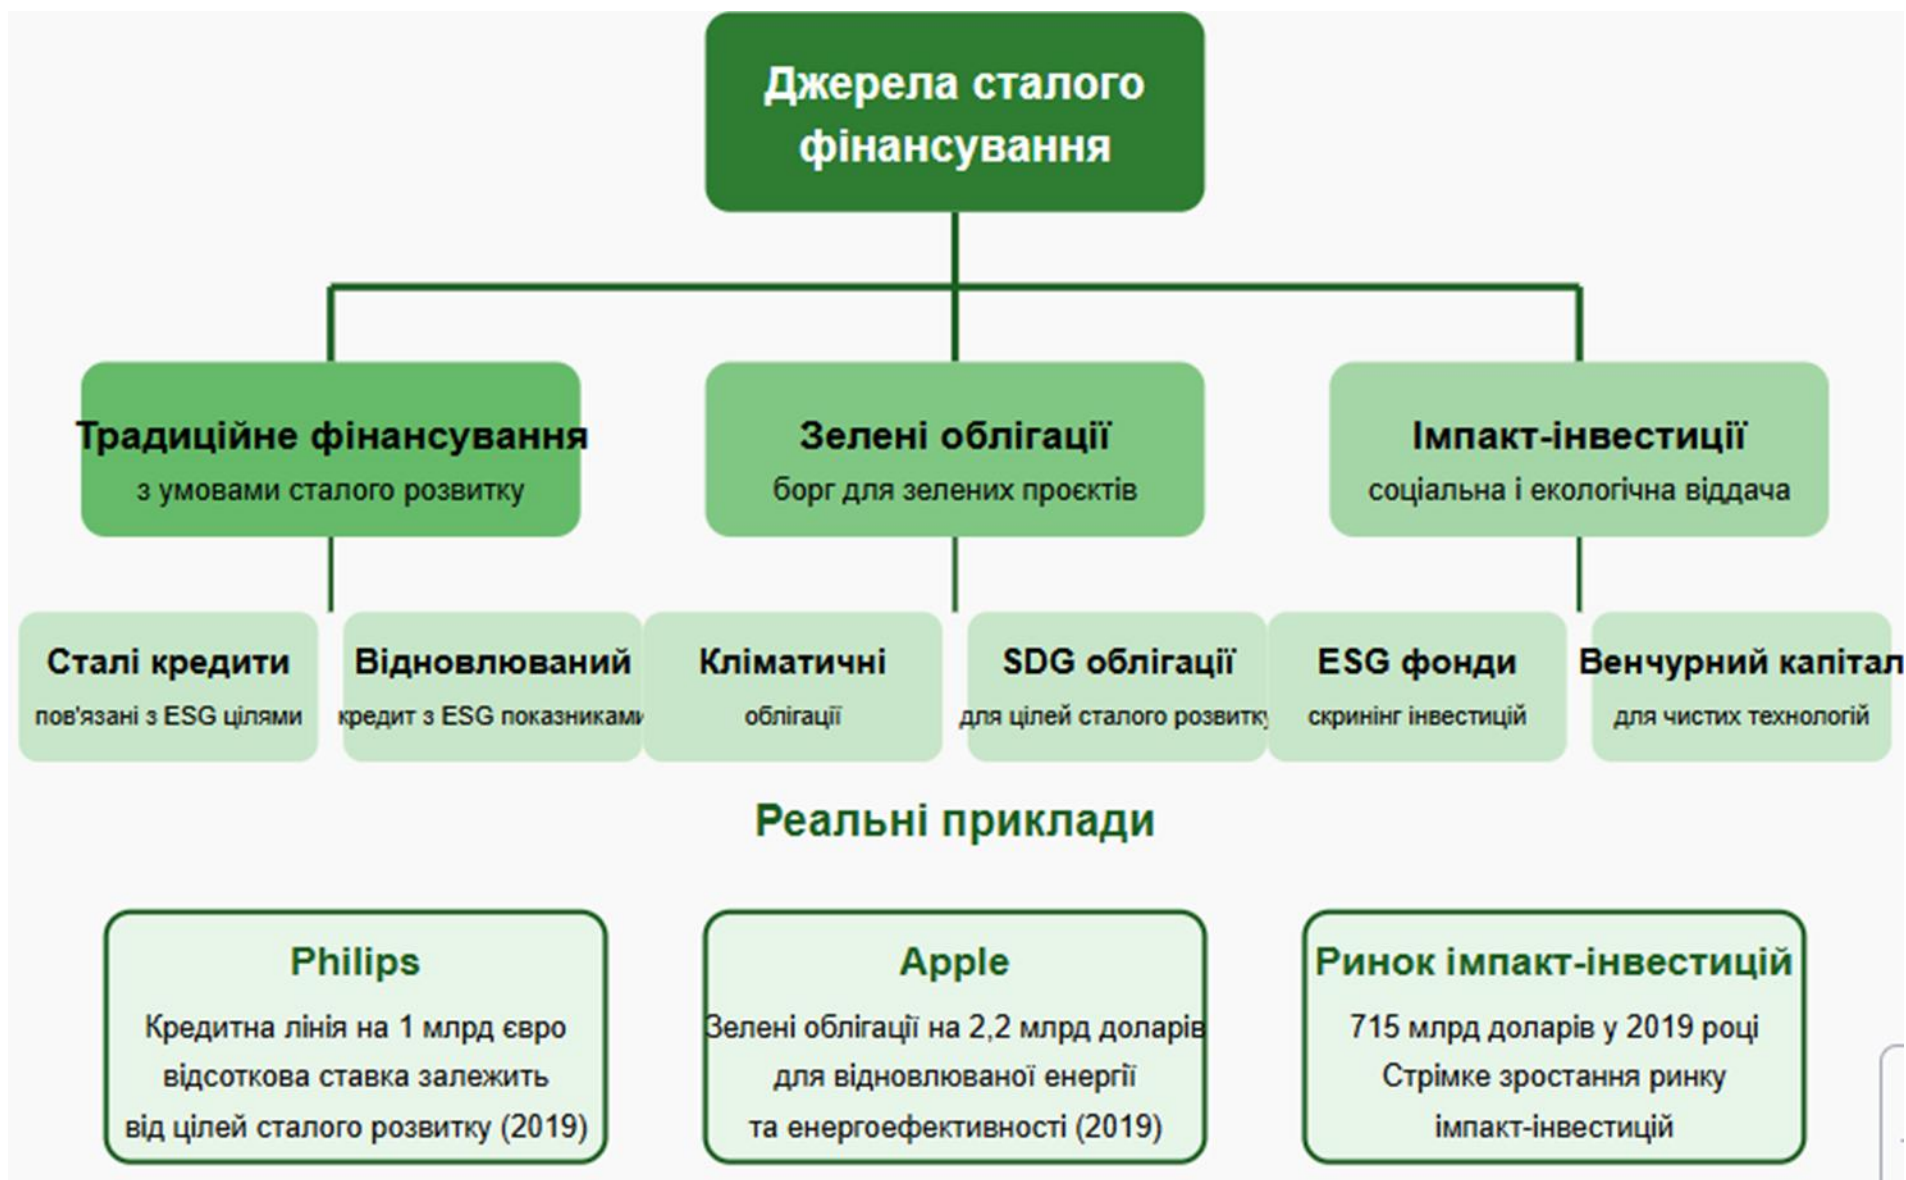 Джерела сталого
фінансування
Традиційне фінансування
з умовами сталого розвитку
Зелені облігації
борг для зелених проєктів
Імпакт-інвестиції
соціальна і екологічна віддача
Сталі кредити
пов'язані з ESG цілями
Відновлюваний
кредит з ESG показниками
Кліматичні
облігації
SDG облігації
для цілей сталого розвитку
ESG фонди
скринінг інвестицій
Венчурний капітал
для чистих технологій
Реальні приклади
Philips
Кредитна лінія на 1 млрд євро
відсоткова ставка залежить
від цілей сталого розвитку (2019)
Apple
Зелені облігації на 2,2 млрд доларів
для відновлюваної енергії
та енергоефективності (2019)
Ринок імпакт-інвестицій
715 млрд доларів у 2019 році
Стрімке зростання ринку
імпакт-інвестицій